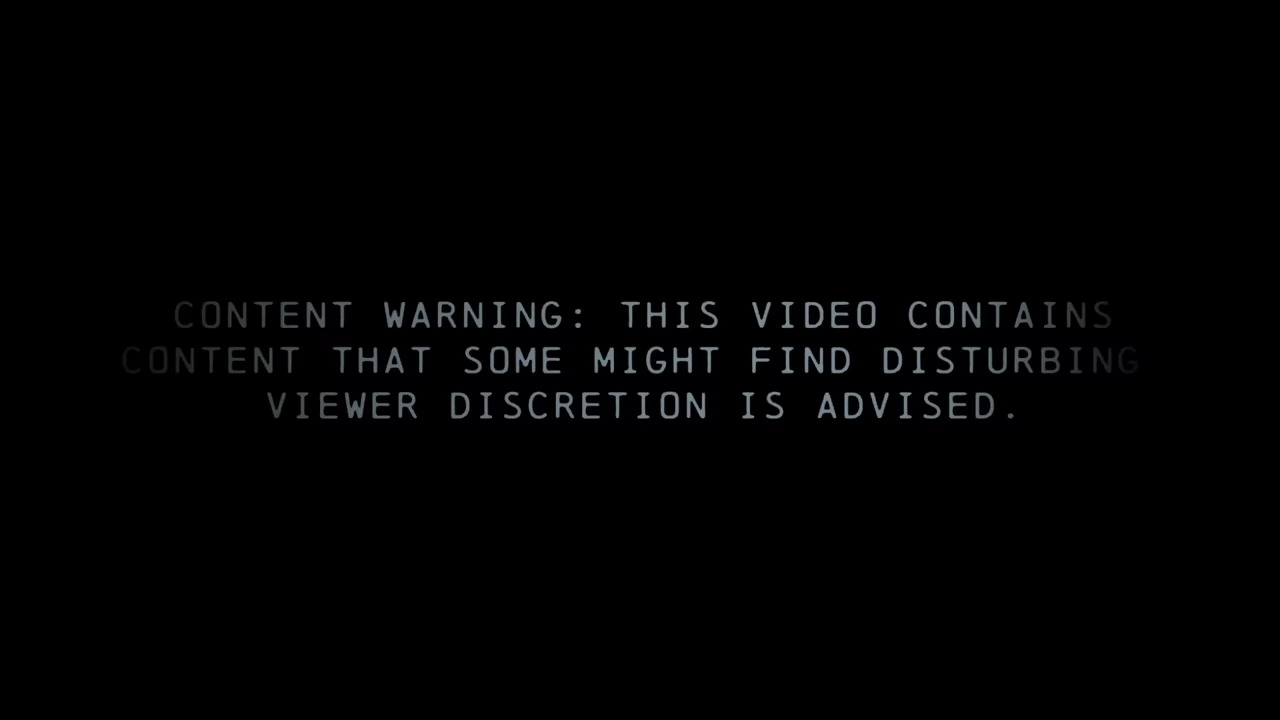 CONTENT WARNING: THIS VIDEO CONTAINS
CONTENT THAT SOME MIGHT FIND DISTURBING
VIEWER DISCRETION IS ADVISED.